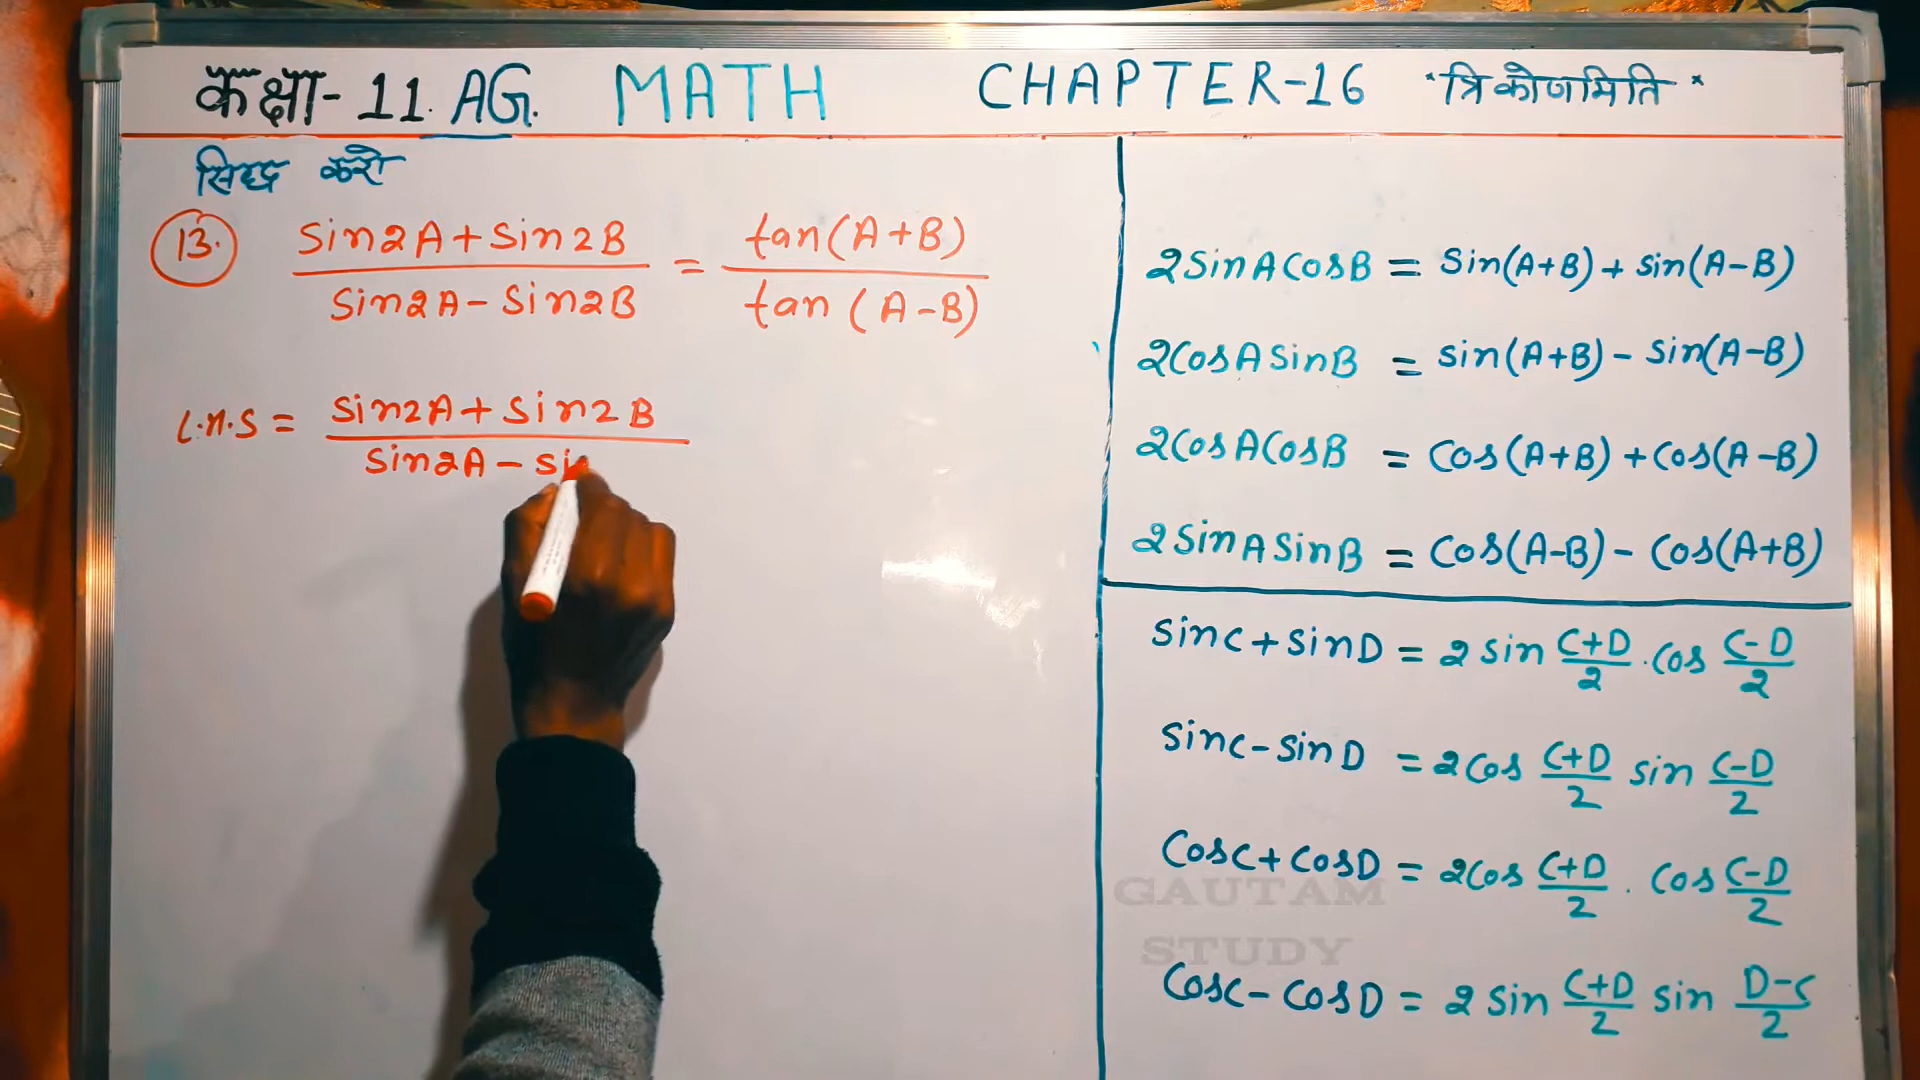 कक्षा- 11. AG. MATH CHAPTER-16 "त्रिकोणमिति"
सिद्ध करो
13. sin2A + sin2B / sin2A - sin2B = tan(A+B) / tan(A-B)
L.H.S = sin2A + sin2B / sin2A - si
2sinAcosB = sin(A+B) + sin(A-B)
2cosAsinB = sin(A+B) - sin(A-B)
2cosAcosB = cos(A+B) + cos(A-B)
2sinAsinB = cos(A-B) - cos(A+B)
sinC + sinD = 2 sin C+D/2 . cos C-D/2
sinC - sinD = 2cos C+D/2 sin C-D/2
cosC + cosD = 2cos C+D/2 . cos C-D/2
cosC - cosD = 2 sin C+D/2 sin D-C/2
GAUTAM
STUDY